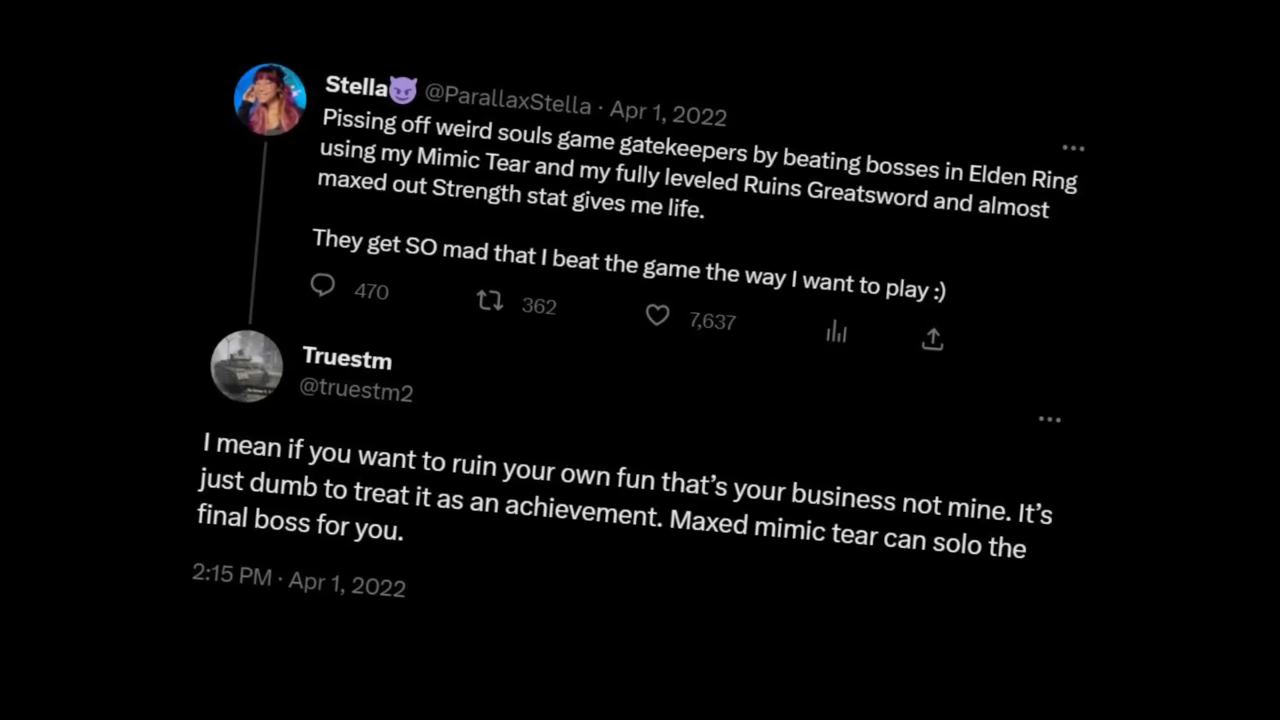 Stella😈 @ParallaxStella · Apr 1, 2022
Pissing off weird souls game gatekeepers by beating bosses in Elden Ring
using my Mimic Tear and my fully leveled Ruins Greatsword and almost
maxed out Strength stat gives me life.
They get SO mad that I beat the game the way I want to play :)
470 362 7,637
Truestm
@truestm2
I mean if you want to ruin your own fun that’s your business not mine. It’s
just dumb to treat it as an achievement. Maxed mimic tear can solo the
final boss for you.
2:15 PM · Apr 1, 2022